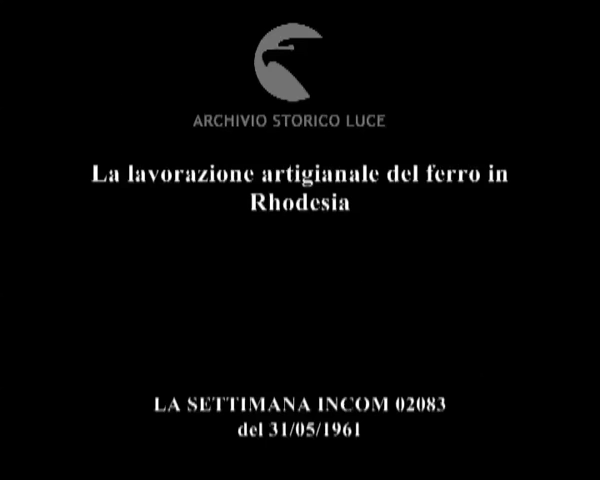 ARCHIVIO STORICO LUCE
La lavorazione artigianale del ferro in
Rhodesia
LA SETTIMANA INCOM 02083
del 31/05/1961